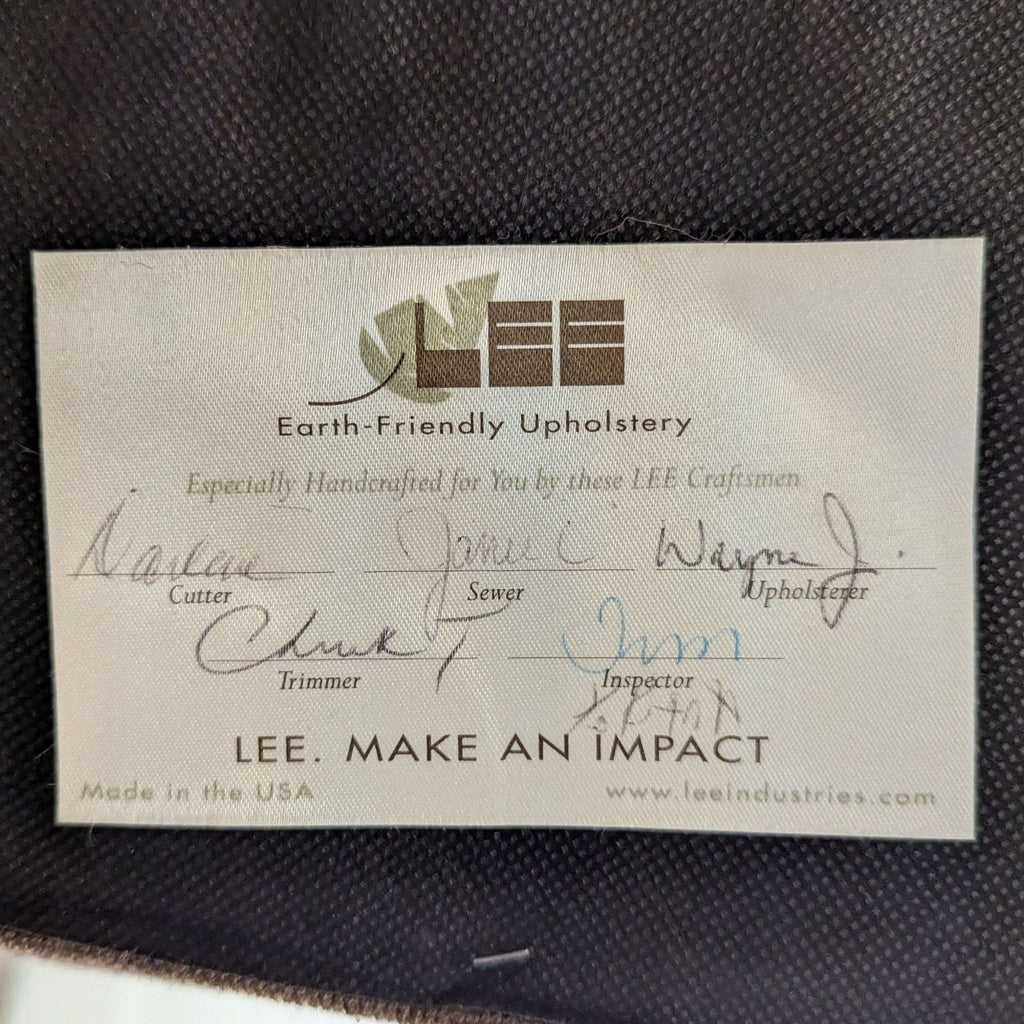 LEE
Earth-Friendly Upholstery
Especially Handcrafted for You by these LEE Craftsmen
Wayne J.
Cutter Sewer Upholsterer
Chuck T
Trimmer Inspector
LEE. MAKE AN IMPACT
Made in the USA www.leeindustries.com